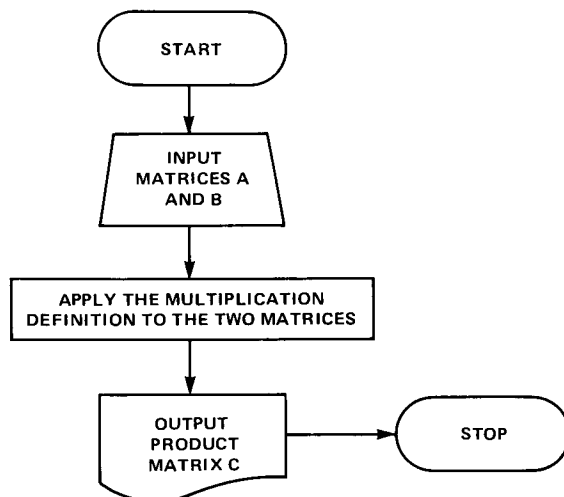 START
INPUT
MATRICES A
AND B
APPLY THE MULTIPLICATION
DEFINITION TO THE TWO MATRICES
OUTPUT
PRODUCT
MATRIX C
STOP